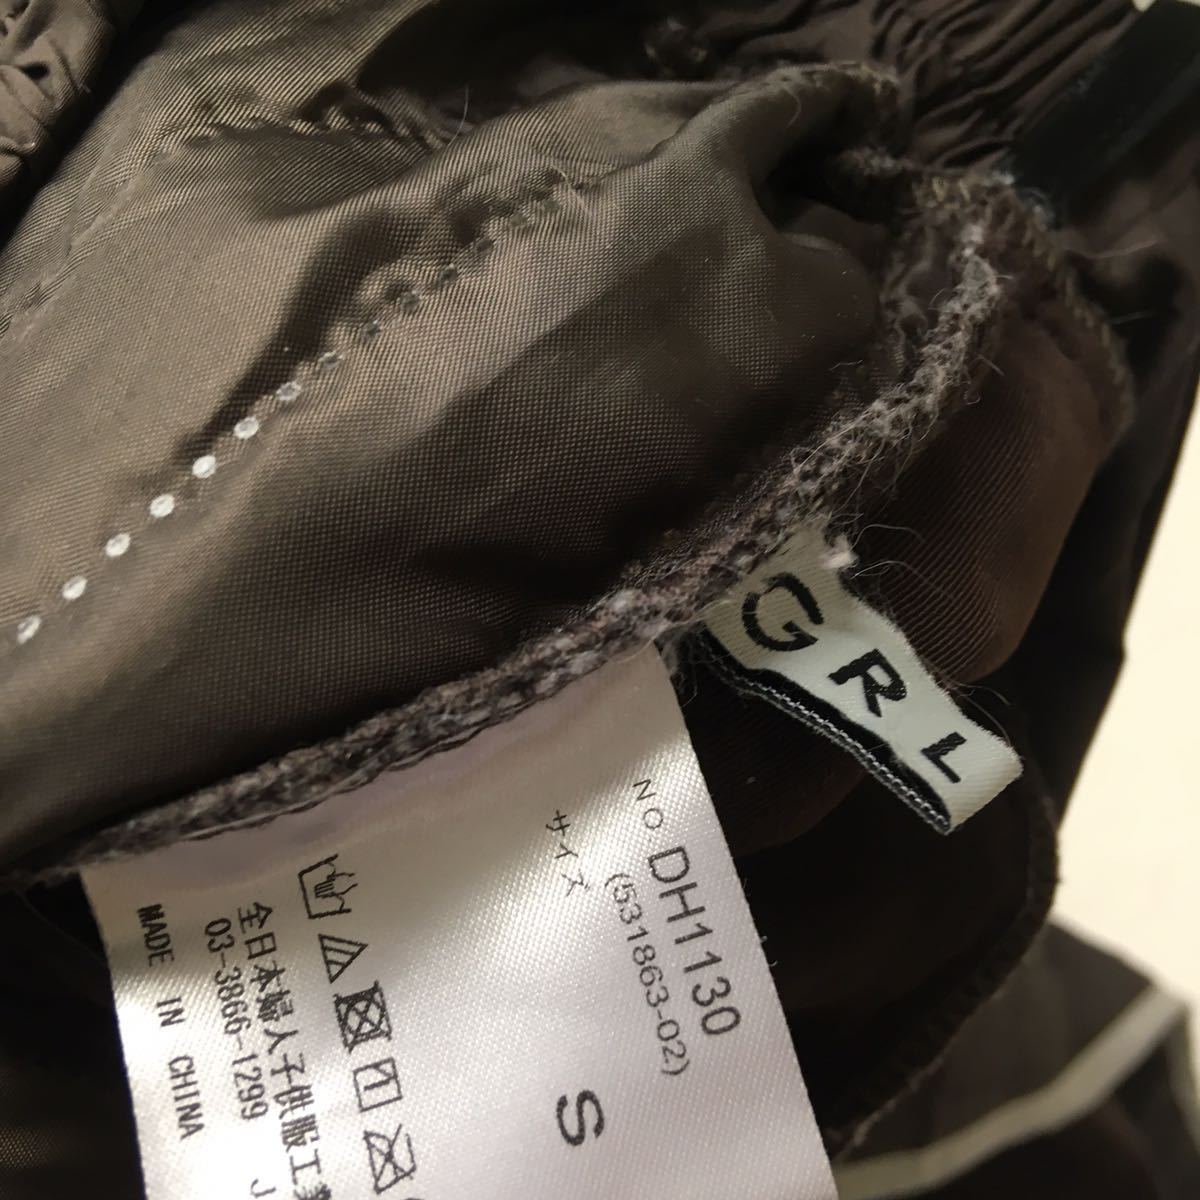 GRL
NO DH1130
(531863-02)
サイズ S
全日本婦人子供服工業
03-3866-1299 J
MADE IN CHINA